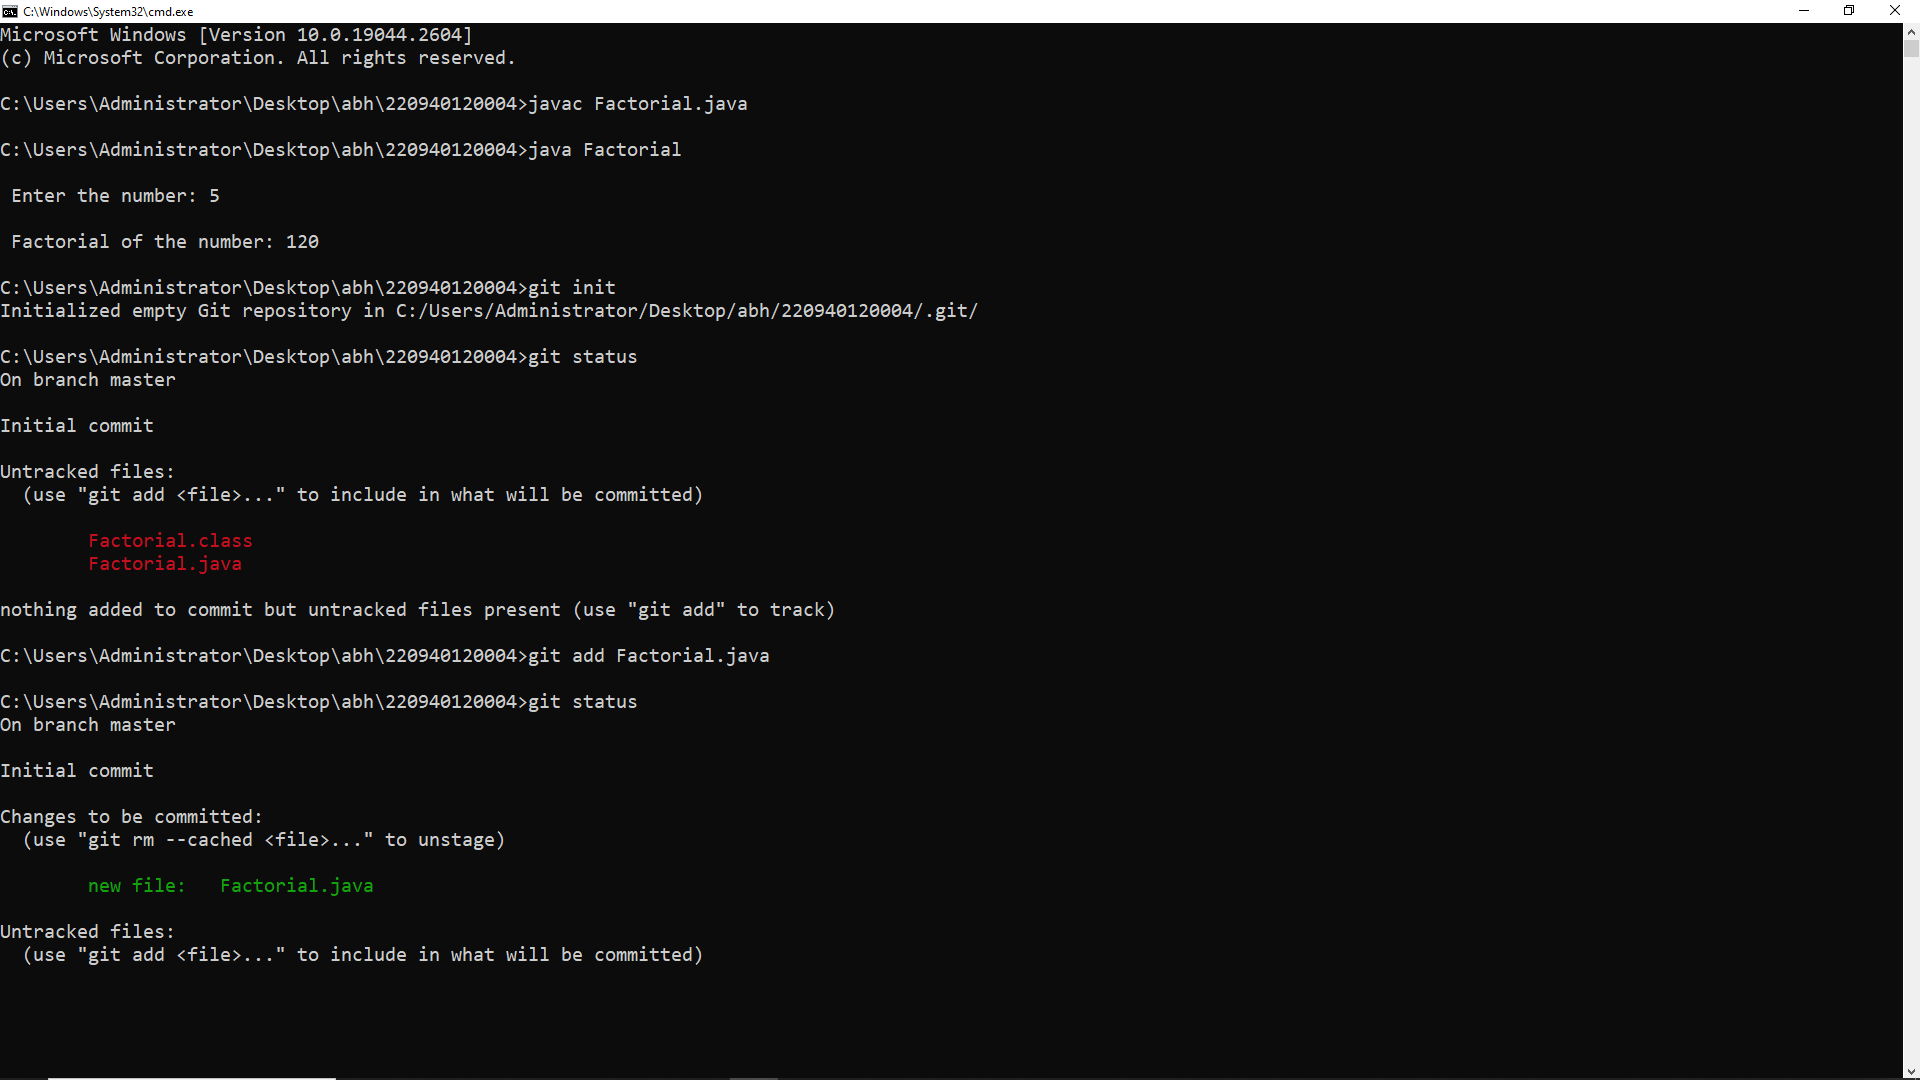 C:\Windows\System32\cmd.exe
Microsoft Windows [Version 10.0.19044.2604]
(c) Microsoft Corporation. All rights reserved.
C:\Users\Administrator\Desktop\abh\220940120004>javac Factorial.java
C:\Users\Administrator\Desktop\abh\220940120004>java Factorial
Enter the number: 5
Factorial of the number: 120
C:\Users\Administrator\Desktop\abh\220940120004>git init
Initialized empty Git repository in C:/Users/Administrator/Desktop/abh/220940120004/.git/
C:\Users\Administrator\Desktop\abh\220940120004>git status
On branch master
Initial commit
Untracked files:
(use "git add <file>..." to include in what will be committed)
Factorial.class
Factorial.java
nothing added to commit but untracked files present (use "git add" to track)
C:\Users\Administrator\Desktop\abh\220940120004>git add Factorial.java
C:\Users\Administrator\Desktop\abh\220940120004>git status
On branch master
Initial commit
Changes to be committed:
(use "git rm --cached <file>..." to unstage)
new file:   Factorial.java
Untracked files:
(use "git add <file>..." to include in what will be committed)